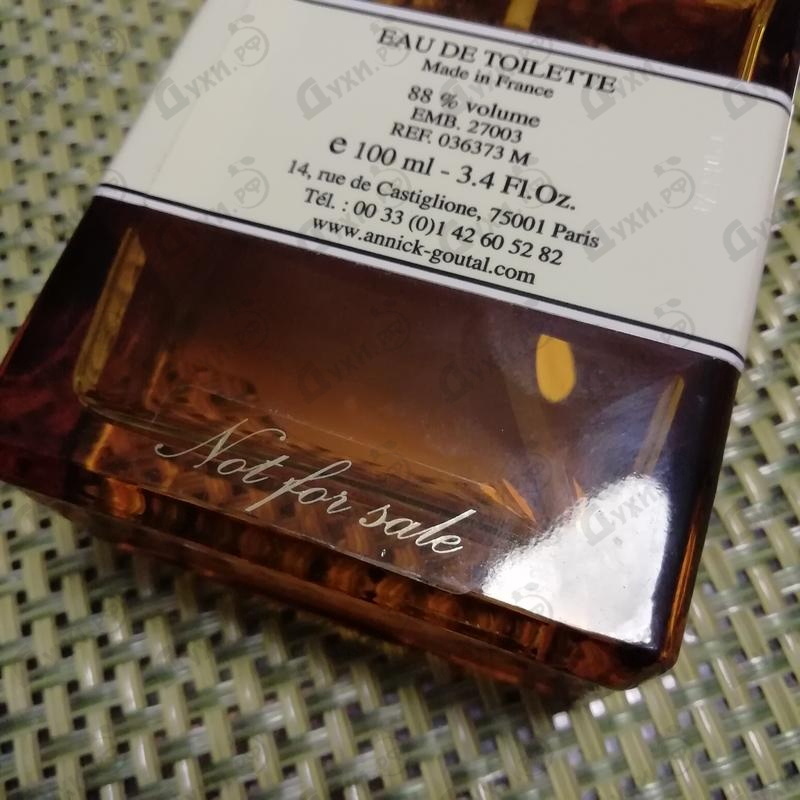 EAU DE TOILETTE
Made in France
88 % volume
EMB. 27003
REF. 036373 M
e 100 ml - 3.4 Fl.Oz.
14, rue de Castiglione, 75001 Paris
Tél. : 00 33 (0)1 42 60 52 82
www.annick-goutal.com
Not for sale
Духи.РФ